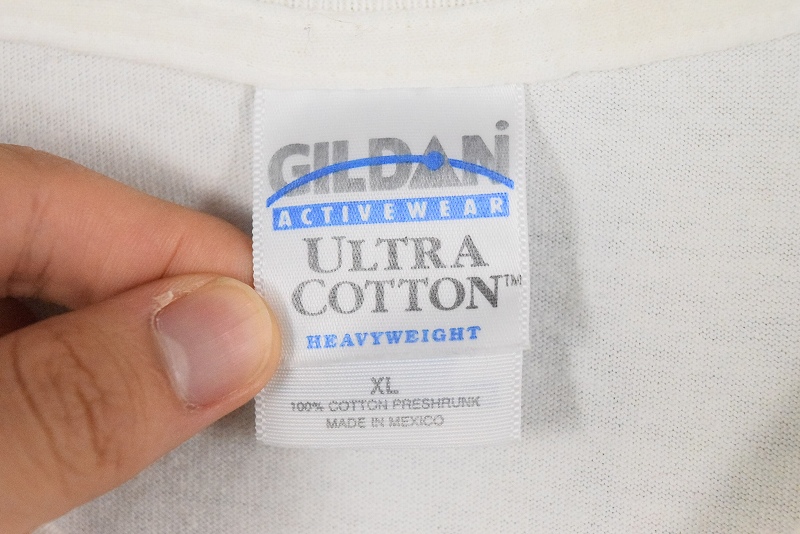 GILDAN
ACTIVEWEAR
ULTRA
COTTON™
HEAVYWEIGHT
XL
100% COTTON PRESHRUNK
MADE IN MEXICO